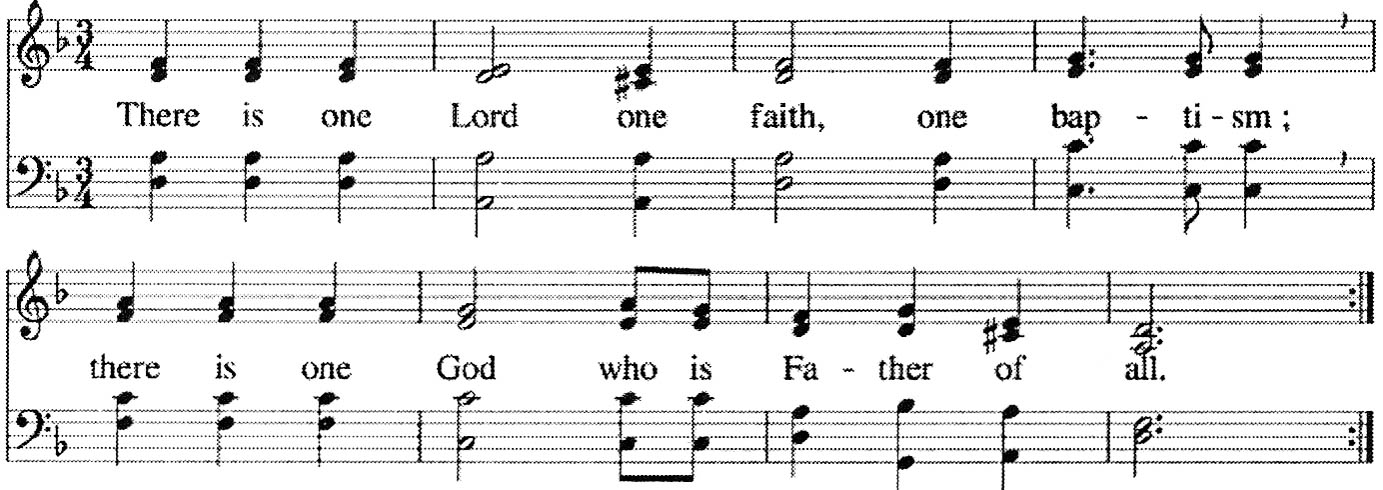 There is one Lord one faith, one bap - ti - sm ;
there is one God who is Fa - ther of all.